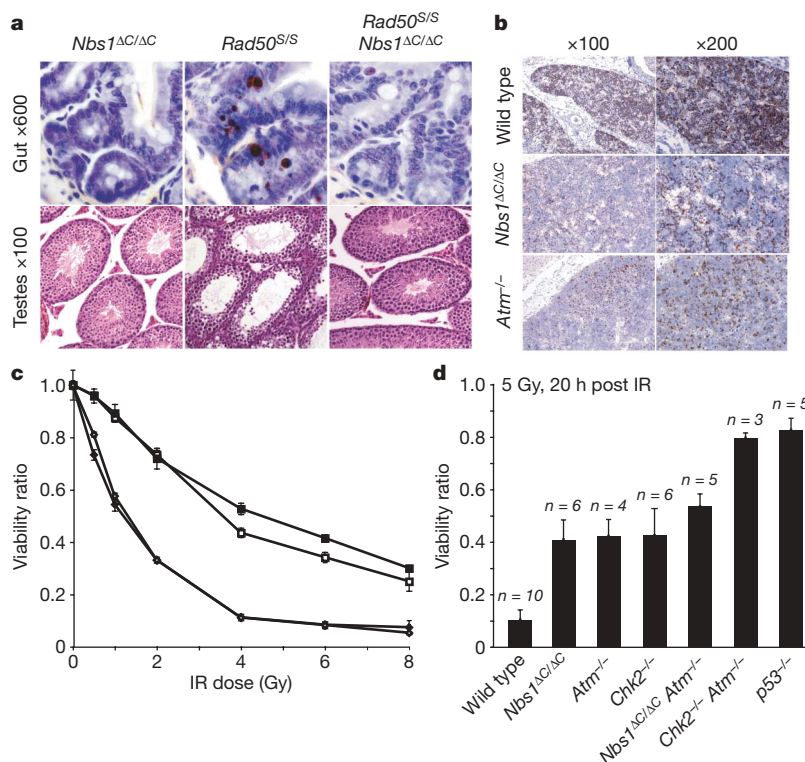 a
Nbs1ΔC/ΔC
Rad50S/S
Rad50S/S
Nbs1ΔC/ΔC
Gut ×600
Testes ×100
b
×100
×200
Wild type
Nbs1ΔC/ΔC
Atm–/–
c
Viability ratio
1.0
0.8
0.6
0.4
0.2
0
0
2
4
6
8
IR dose (Gy)
d
5 Gy, 20 h post IR
Viability ratio
1.0
0.8
0.6
0.4
0.2
0
n = 10
n = 6
n = 4
n = 6
n = 5
n = 3
n = 5
Wild type
Nbs1ΔC/ΔC
Atm–/–
Chk2–/–
Nbs1ΔC/ΔC Atm–/–
Chk2–/– Atm–/–
p53–/–